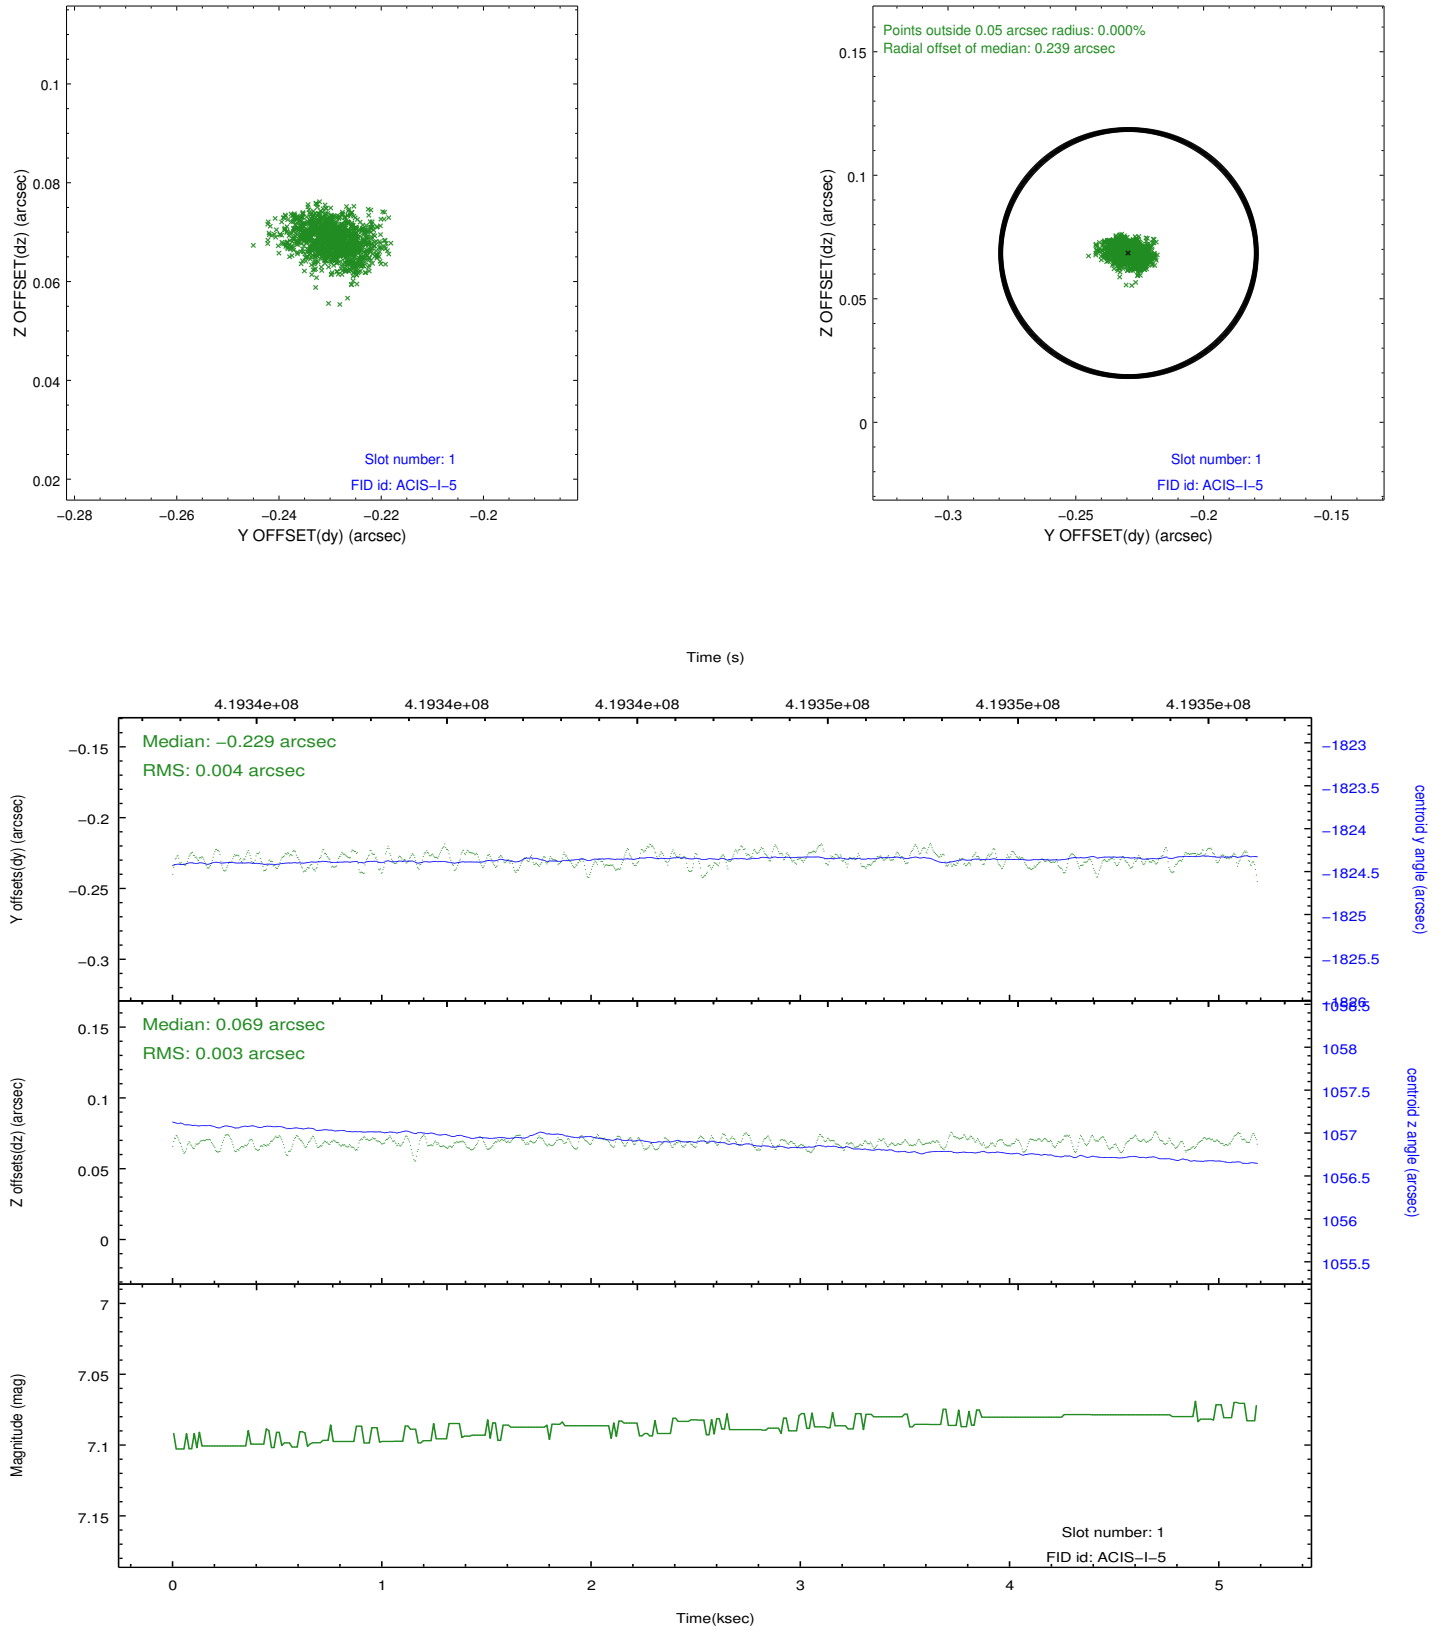 0.1
0.08
0.06
0.04
0.02
Z OFFSET(dz) (arcsec)
−0.28
−0.26
−0.24
−0.22
−0.2
Y OFFSET(dy) (arcsec)
Slot number: 1
FID id: ACIS−I−5
Points outside 0.05 arcsec radius: 0.000%
Radial offset of median: 0.239 arcsec
0.15
0.1
0.05
0
Z OFFSET(dz) (arcsec)
−0.3
−0.25
−0.2
−0.15
Y OFFSET(dy) (arcsec)
Slot number: 1
FID id: ACIS−I−5
Time (s)
4.1934e+08
4.1934e+08
4.1934e+08
4.1935e+08
4.1935e+08
4.1935e+08
Median: −0.229 arcsec
RMS: 0.004 arcsec
−0.15
−0.2
−0.25
−0.3
Y offsets(dy) (arcsec)
−1823
−1823.5
−1824
−1824.5
−1825
−1825.5
−1826
centroid y angle (arcsec)
Median: 0.069 arcsec
RMS: 0.003 arcsec
0.15
0.1
0.05
0
Z offsets(dz) (arcsec)
1058.5
1058
1057.5
1057
1056.5
1056
1055.5
centroid z angle (arcsec)
7
7.05
7.1
7.15
Magnitude (mag)
Slot number: 1
FID id: ACIS−I−5
0
1
2
3
4
5
Time(ksec)